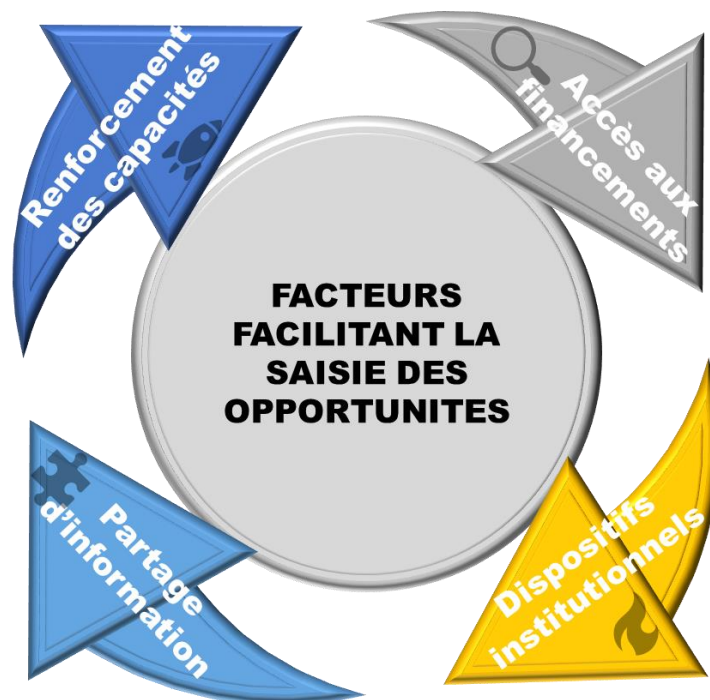 Renforcement
des capacités
Accès aux
financements
FACTEURS
FACILITANT LA
SAISIE DES
OPPORTUNITES
Partage
d'information
Dispositifs
institutionnels